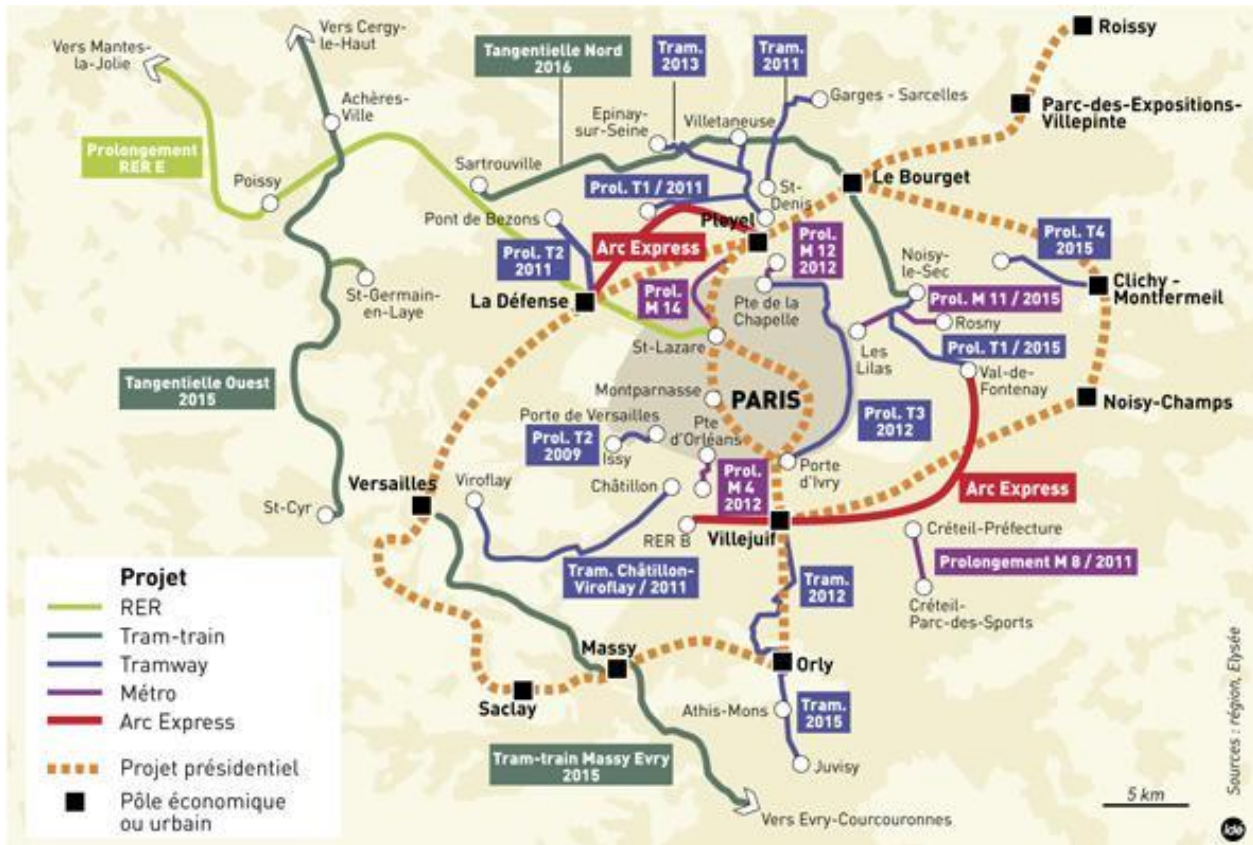 Vers Mantes-
la-Jolie
Vers Cergy-
le-Haut
Tangentielle Nord
2016
Tram.
2013
Tram.
2011
Roissy
Garges - Sarcelles
Parc-des-Expositions-
Villepinte
Achères-
Ville
Epinay-
sur-Seine
Villetaneuse
Prolongement
RER E
Sartrouville
Poissy
Prol. T1 / 2011
St-
Denis
Le Bourget
Pont de Bezons
Pleyel
Arc Express
Prol. T2
2011
Prol.
M 12
2012
Prol. T4
2015
Noisy-
le-Sec
St-Germain-
en-Laye
La Défense
Prol.
M 14
Pte de la
Chapelle
Clichy -
Montfermeil
Prol. M 11 / 2015
Rosny
St-Lazare
Les
Lilas
Prol. T1 / 2015
Val-de-
Fontenay
Tangentielle Ouest
2015
Montparnasse
PARIS
Noisy-Champs
Porte de Versailles
Pte
d'Orléans
Prol. T3
2012
Prol. T2
2009
Issy
Porte
d'Ivry
Prol.
M 4
2012
Versailles
Viroflay
Châtillon
Arc Express
St-Cyr
RER B
Villejuif
Créteil-Préfecture
Prolongement M 8 / 2011
Créteil-
Parc-des-Sports
Tram. Châtillon-
Viroflay / 2011
Tram.
2012
Massy
Orly
Saclay
Athis-Mons
Tram.
2015
Juvisy
Tram-train Massy Evry
2015
Vers Evry-Courcouronnes
Projet
RER
Tram-train
Tramway
Métro
Arc Express
Projet présidentiel
Pôle économique
ou urbain
5 km
Sources : région, Elysée
idé